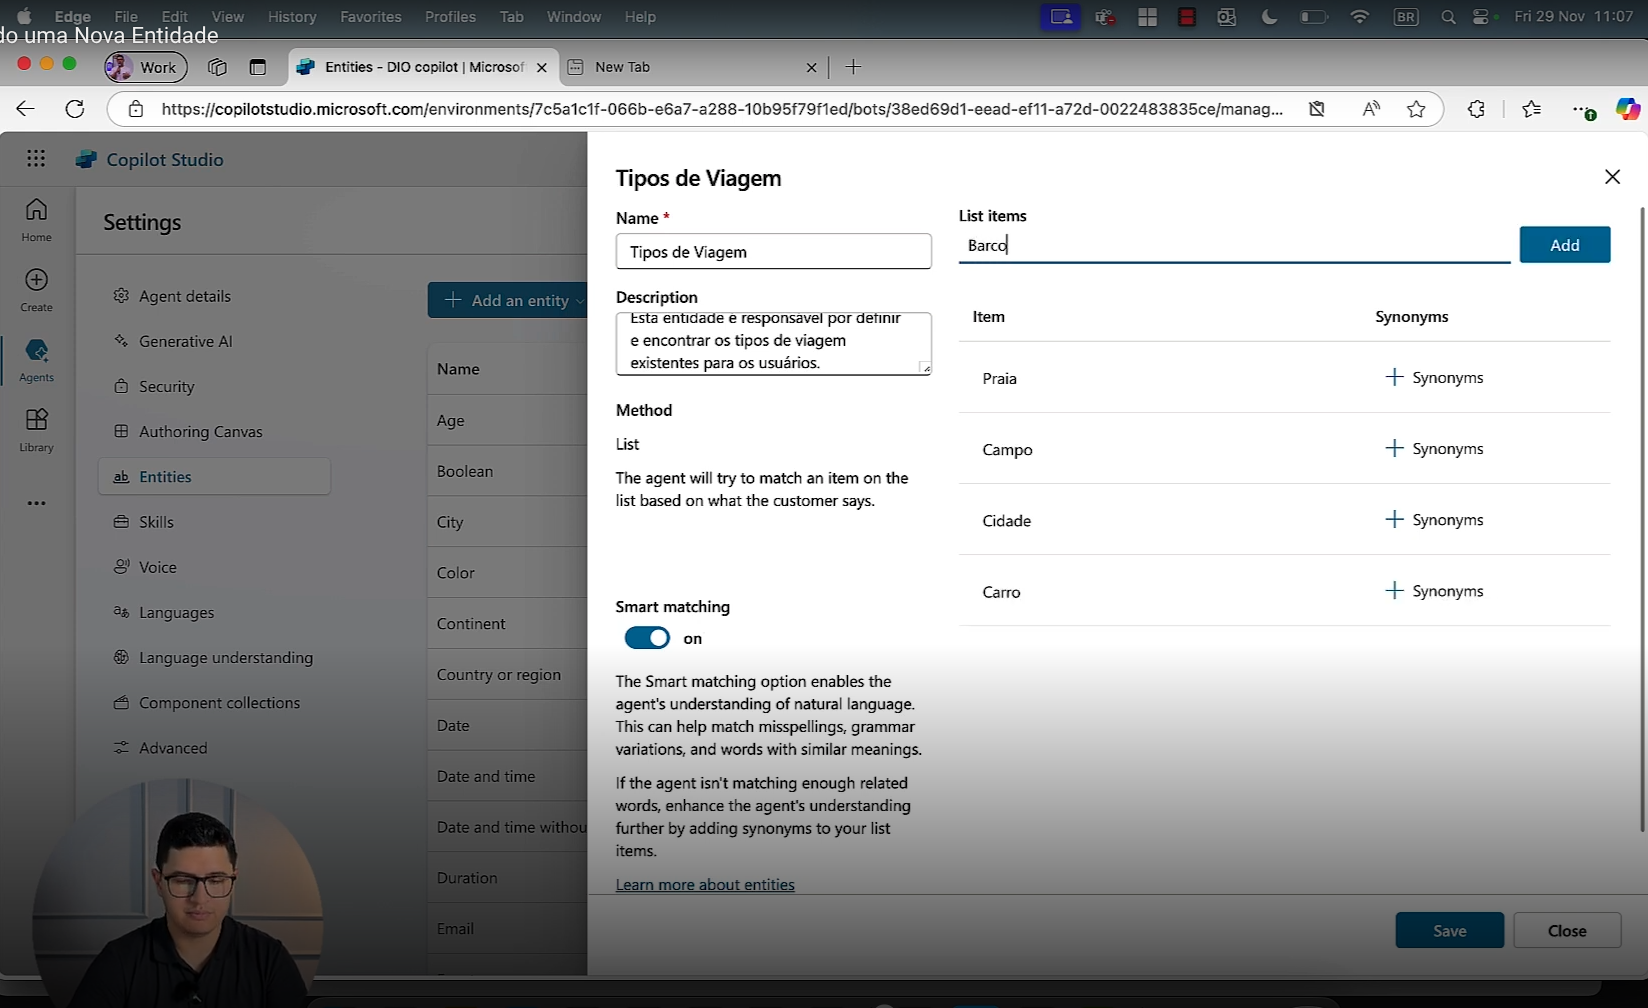 Edge File Edit View History Favorites Profiles Tab Window Help BR Fri 29 Nov 11:07
do uma Nova Entidade
Work Entities - DIO copilot | Microsof New Tab
https://copilotstudio.microsoft.com/environments/7c5a1c1f-066b-e6a7-a288-10b95f79f1ed/bots/38ed69d1-eead-ef11-a72d-0022483835ce/manag...
Copilot Studio
Home
Create
Agents
Library
Settings
Agent details
Generative AI
Security
Authoring Canvas
Entities
Skills
Voice
Languages
Language understanding
Component collections
Advanced
Add an entity
Name
Age
Boolean
City
Color
Continent
Country or region
Date
Date and time
Date and time withou
Duration
Email
Tipos de Viagem
Name *
Tipos de Viagem
Description
Esta entidade é responsável por definir
e encontrar os tipos de viagem
existentes para os usuários.
Method
List
The agent will try to match an item on the
list based on what the customer says.
Smart matching
on
The Smart matching option enables the
agent's understanding of natural language.
This can help match misspellings, grammar
variations, and words with similar meanings.
If the agent isn't matching enough related
words, enhance the agent's understanding
further by adding synonyms to your list
items.
Learn more about entities
List items
Barco
Add
Item Synonyms
Praia Synonyms
Campo Synonyms
Cidade Synonyms
Carro Synonyms
Save Close